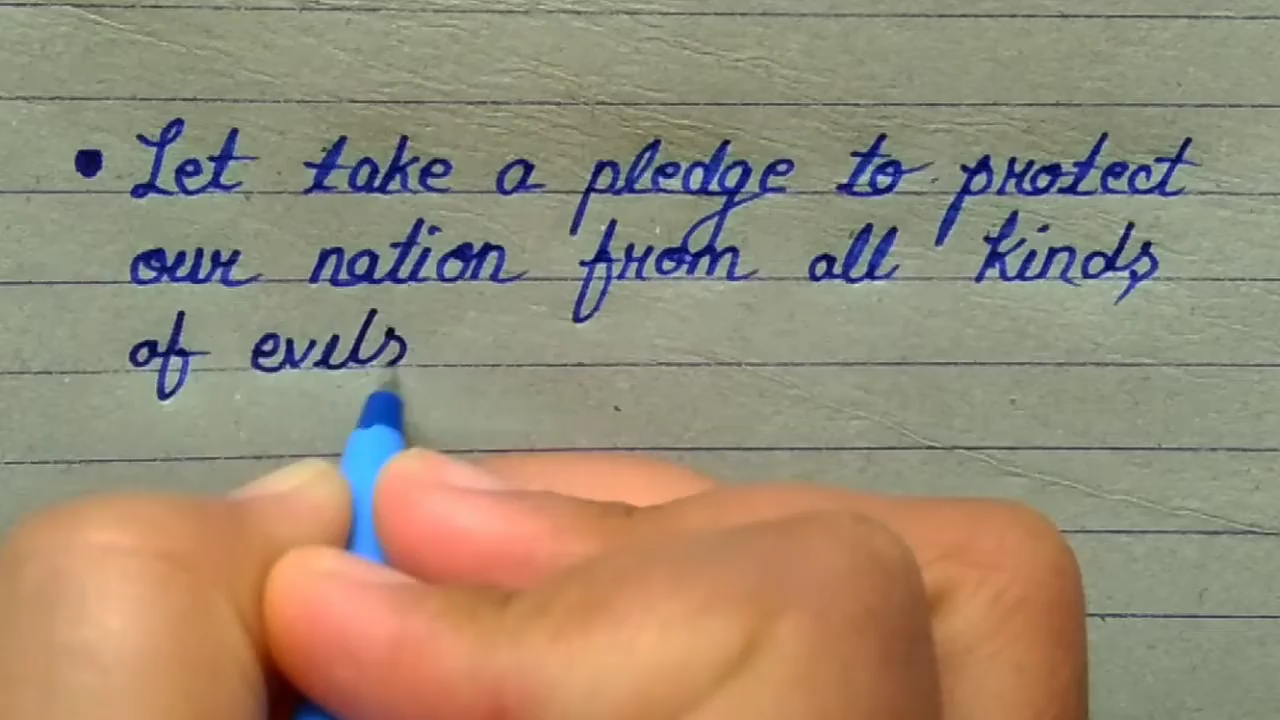 • Let take a pledge to protect
our nation from all kinds,
of evils